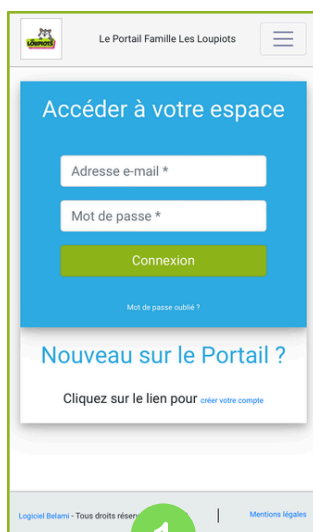 LOUPIOTS
Le Portail Famille Les Loupiots
Accéder à votre espace
Adresse e-mail *
Mot de passe *
Connexion
Mot de passe oublié ?
Nouveau sur le Portail ?
Cliquez sur le lien pour créer votre compte
Logiciel Belami - Tous droits | Mentions légales
1